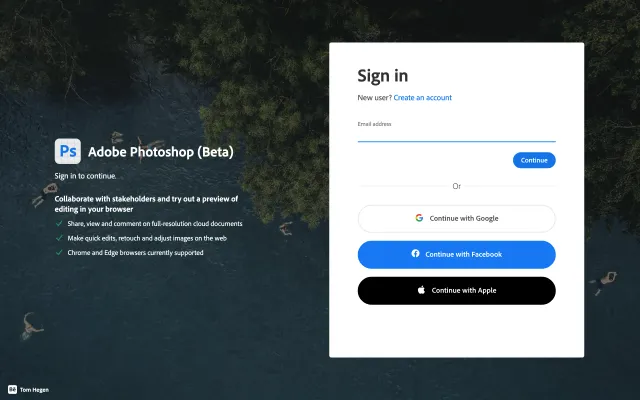 Ps Adobe Photoshop (Beta)
Sign in to continue.
Collaborate with stakeholders and try out a preview of
editing in your browser
Share, view and comment on full-resolution cloud documents
Make quick edits, retouch and adjust images on the web
Chrome and Edge browsers currently supported
Bē Tom Hegen
Sign in
New user? Create an account
Email address
Continue
Or
Continue with Google
Continue with Facebook
Continue with Apple